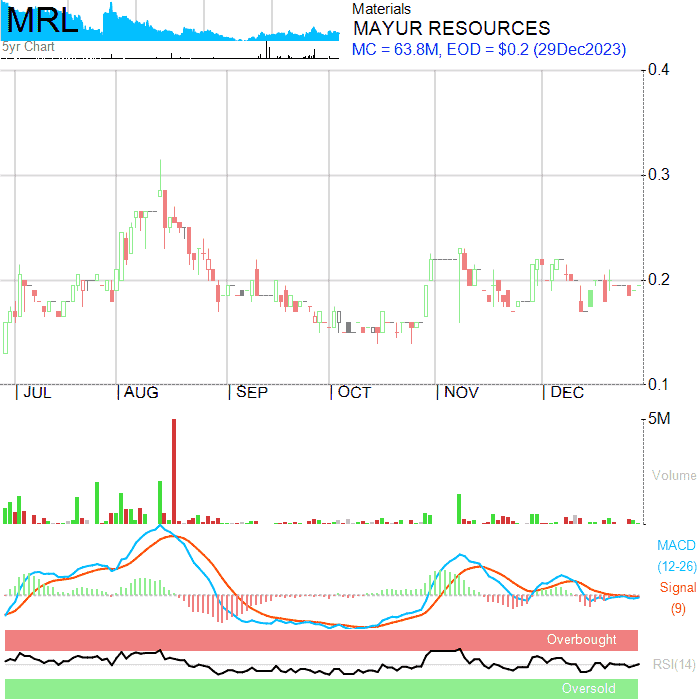 MRL
5yr Chart
Materials
MAYUR RESOURCES
MC = 63.8M, EOD = $0.2 (29Dec2023)
0.4
0.3
0.2
0.1
JUL AUG SEP OCT NOV DEC
5M
Volume
MACD
(12-26)
Signal
(9)
Overbought
RSI(14)
Oversold